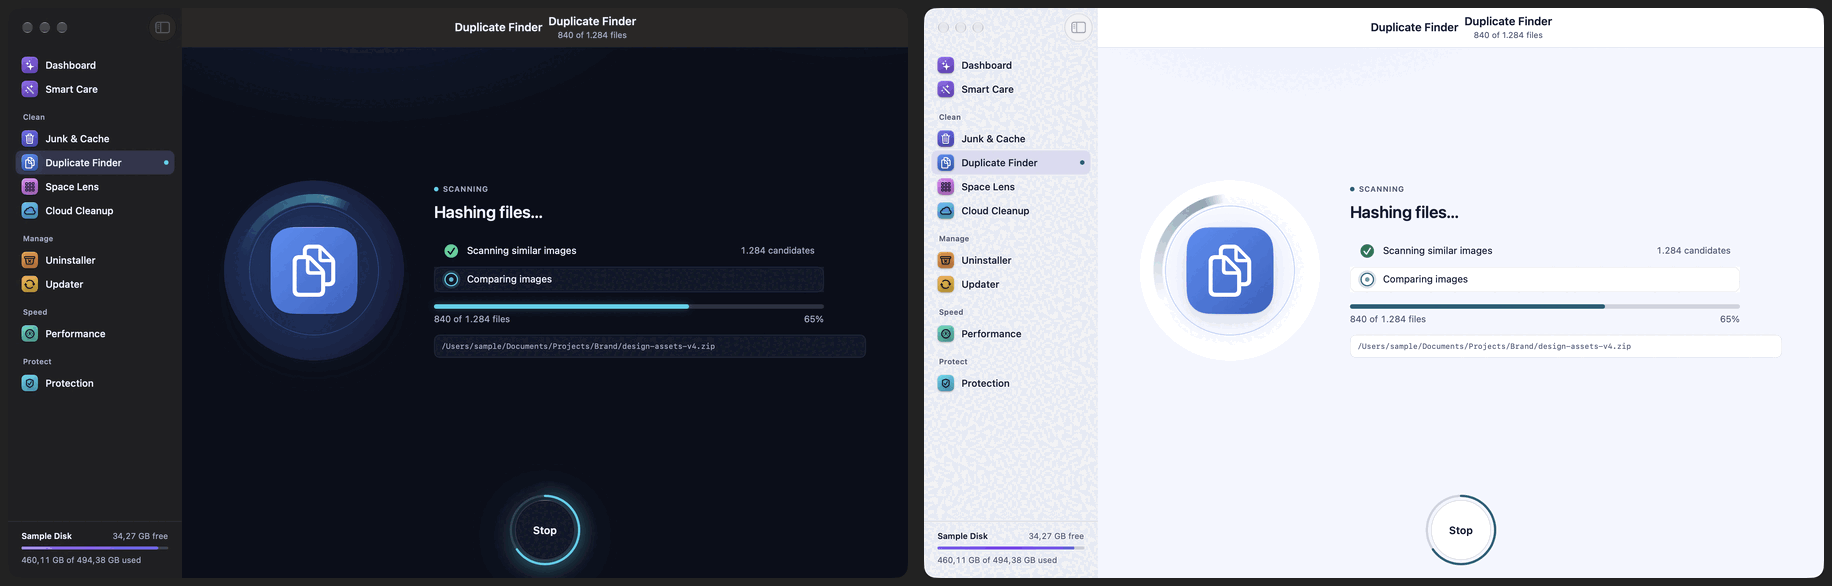 Duplicate Finder
Duplicate Finder
840 of 1.284 files
Dashboard
Smart Care
Clean
Junk & Cache
Duplicate Finder
Space Lens
Cloud Cleanup
Manage
Uninstaller
Updater
Speed
Performance
Protect
Protection
Sample Disk 34,27 GB free
460,11 GB of 494,38 GB used
SCANNING
Hashing files...
Scanning similar images 1.284 candidates
Comparing images
840 of 1.284 files 65%
/Users/sample/Documents/Projects/Brand/design-assets-v4.zip
Stop
Duplicate Finder
Duplicate Finder
840 of 1.284 files
Dashboard
Smart Care
Clean
Junk & Cache
Duplicate Finder
Space Lens
Cloud Cleanup
Manage
Uninstaller
Updater
Speed
Performance
Protect
Protection
Sample Disk 34,27 GB free
460,11 GB of 494,38 GB used
SCANNING
Hashing files...
Scanning similar images 1.284 candidates
Comparing images
840 of 1.284 files 65%
/Users/sample/Documents/Projects/Brand/design-assets-v4.zip
Stop